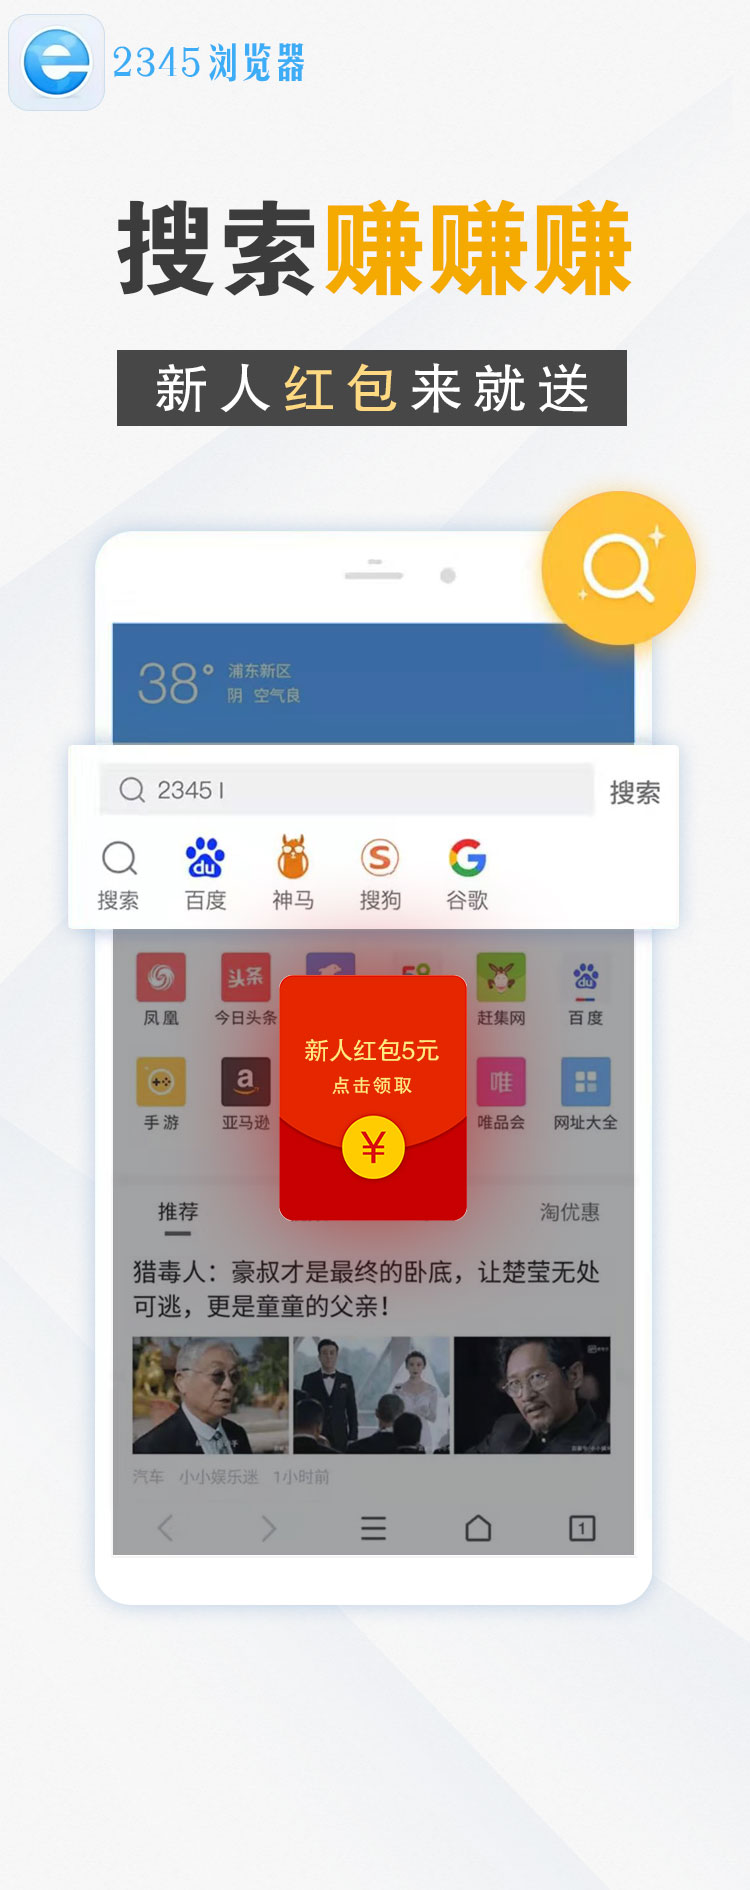 2345浏览器
搜索赚赚赚
新人红包来就送
38°
浦东新区
阴 空气良
2345
搜索
搜索 百度 神马 搜狗 谷歌
du
头条
58
du
凤凰 今日头条 赶集网 百度
a
唯
手游 亚马逊 唯品会 网址大全
新人红包5元
点击领取
¥
推荐 淘优惠
猎毒人：豪叔才是最终的卧底，让楚莹无处
可逃，更是童童的父亲！
汽车 小小娱乐迷 1小时前
1